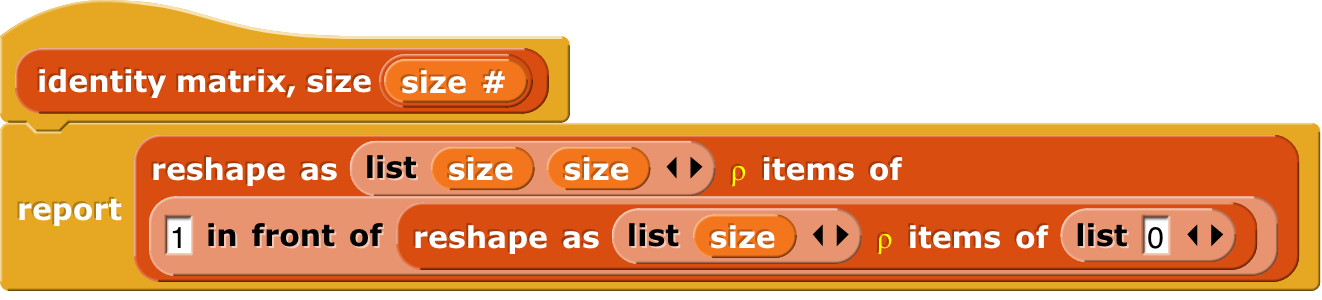 identity matrix, size size #
reshape as list size size ρ items of
report
1 in front of reshape as list size ρ items of list 0